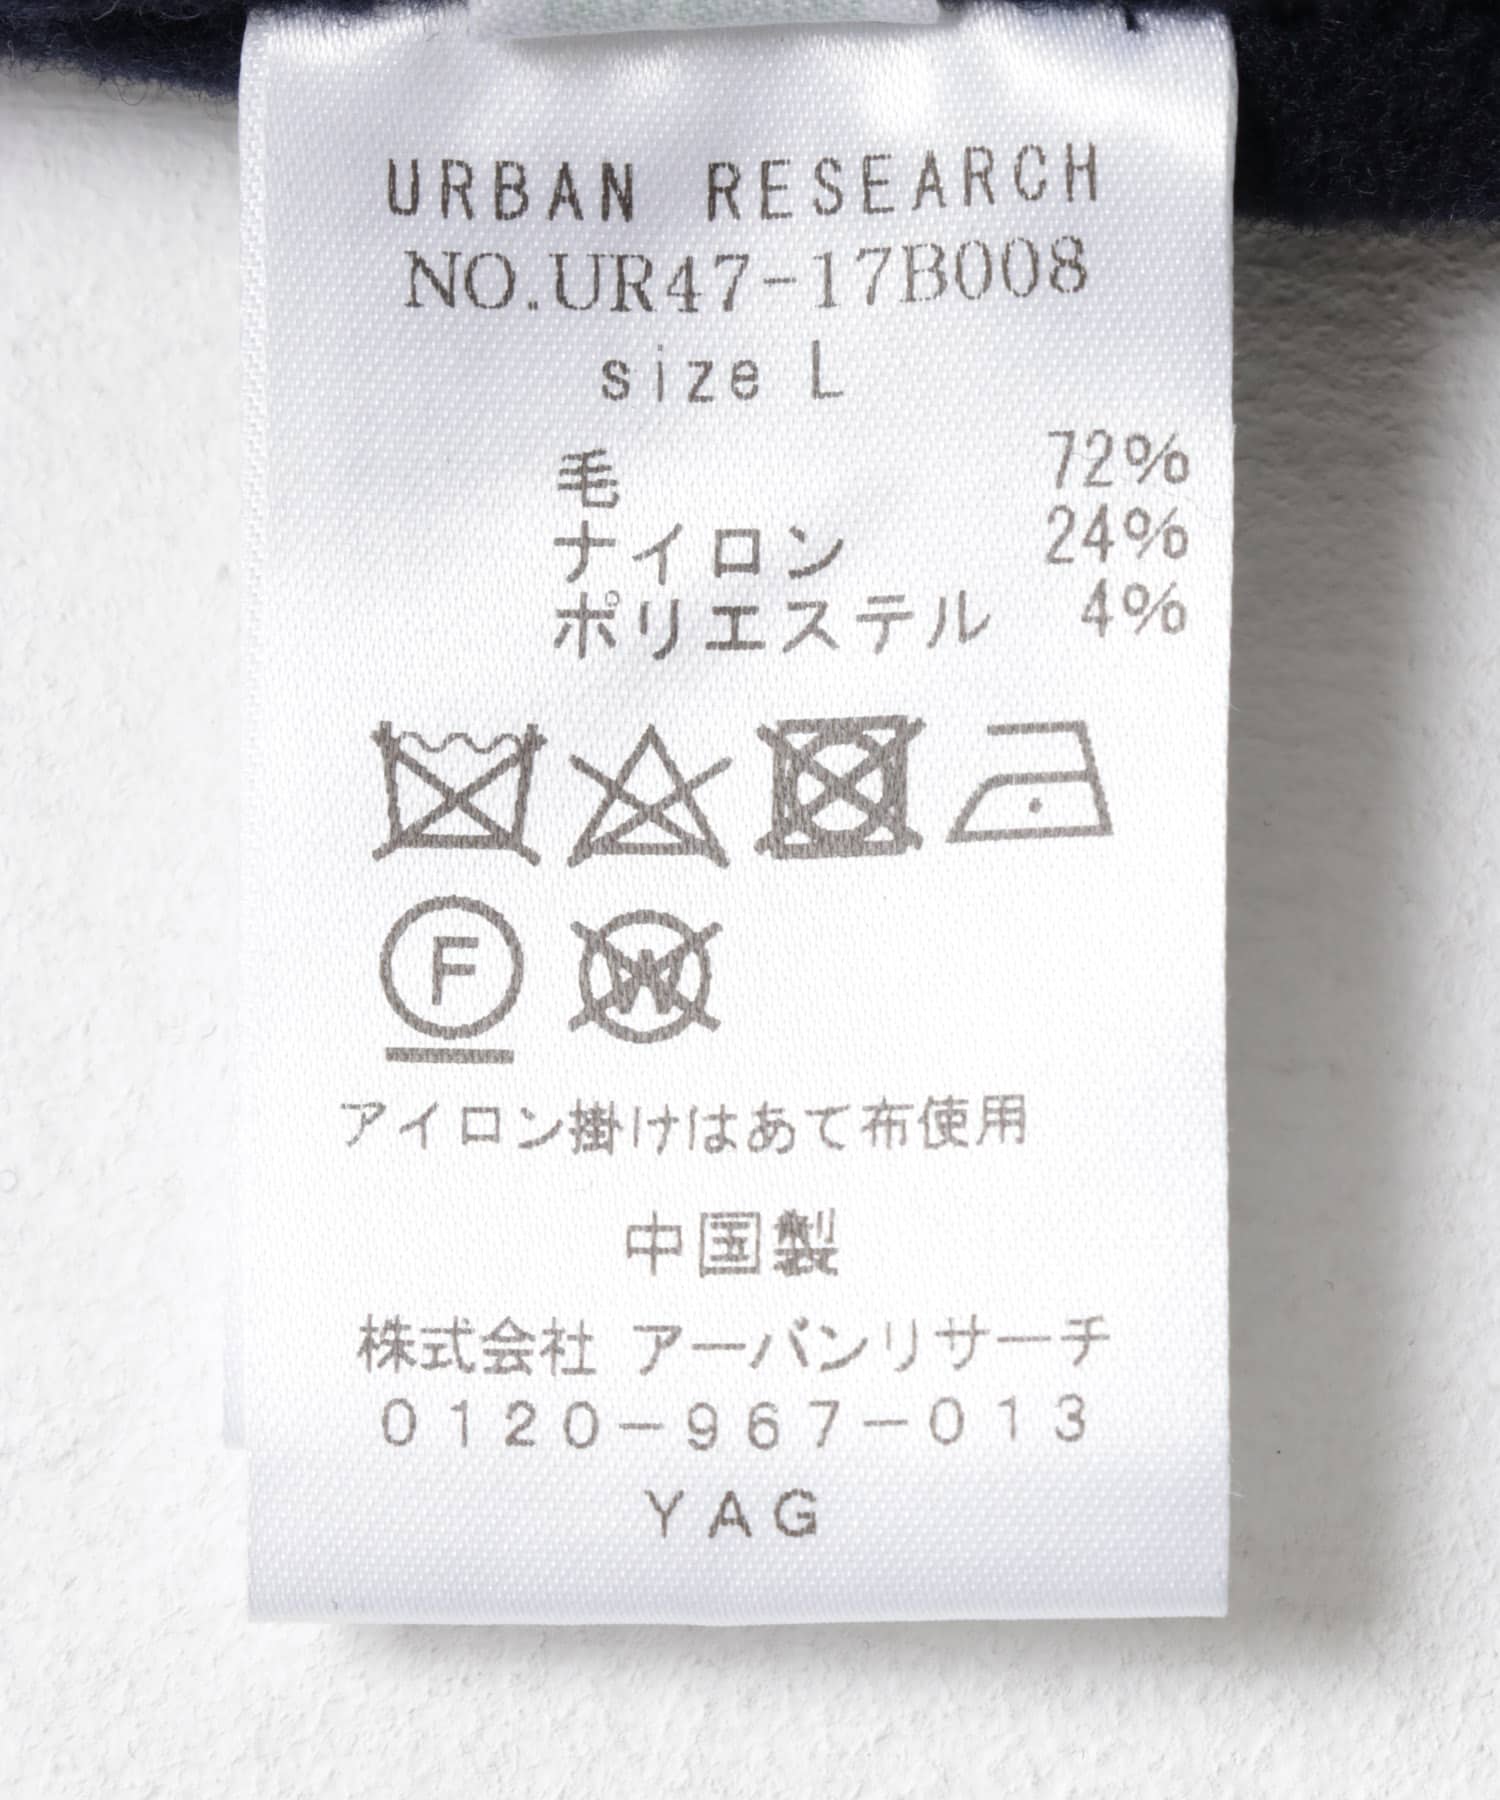 URBAN RESEARCH
NO.UR47-17B008
size L
毛 72%
ナイロン 24%
ポリエステル 4%
F W
アイロン掛けはあて布使用
中国製
株式会社 アーバンリサーチ
0120-967-013
YAG